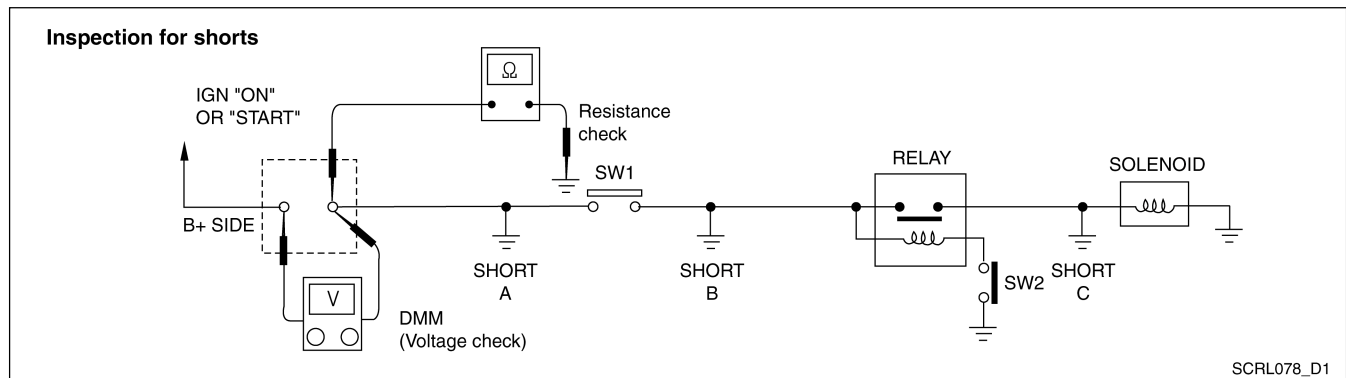 Inspection for shorts
IGN "ON"
OR "START"
Ω
Resistance
check
SW1
RELAY
SOLENOID
B+ SIDE
SHORT
A
SHORT
B
SW2
SHORT
C
V
DMM
(Voltage check)
SCRL078_D1